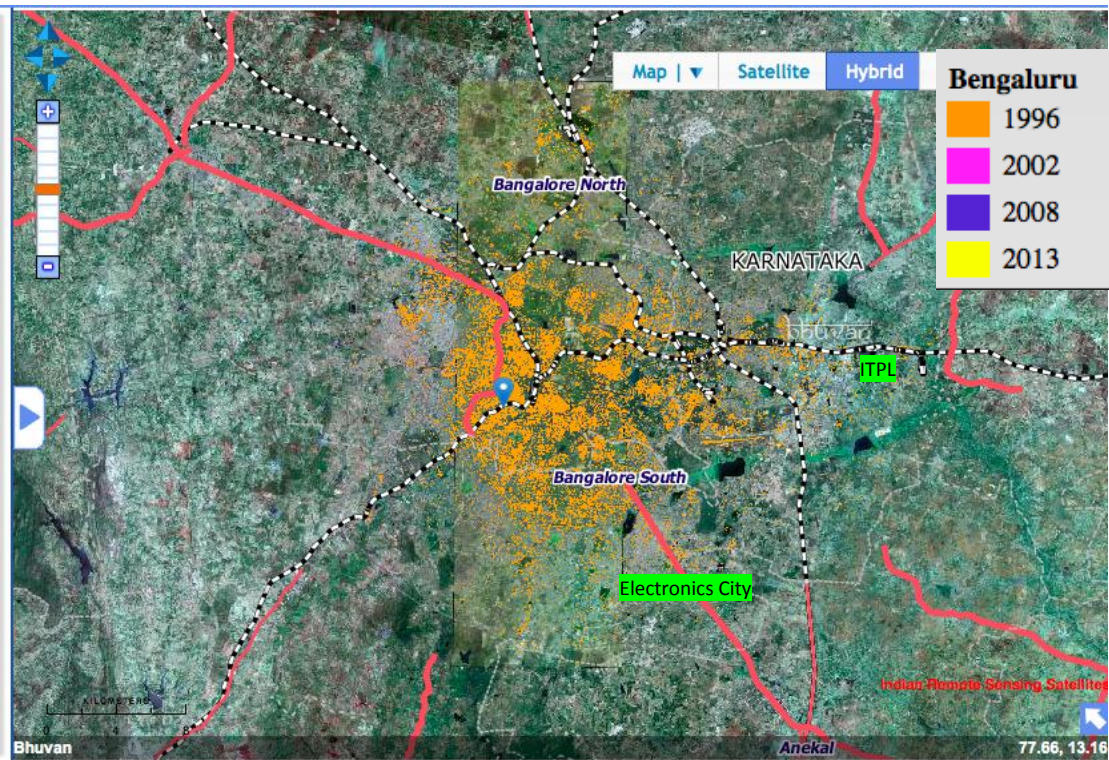 Map | ▼ Satellite Hybrid
Bengaluru
1996
2002
2008
2013
Bangalore North
KARNATAKA
bhuvan
ITPL
Bangalore South
Electronics City
Indian Remote Sensing Satellites
KILOMETERS
0 4 8
Bhuvan
Anekal
77.66, 13.16